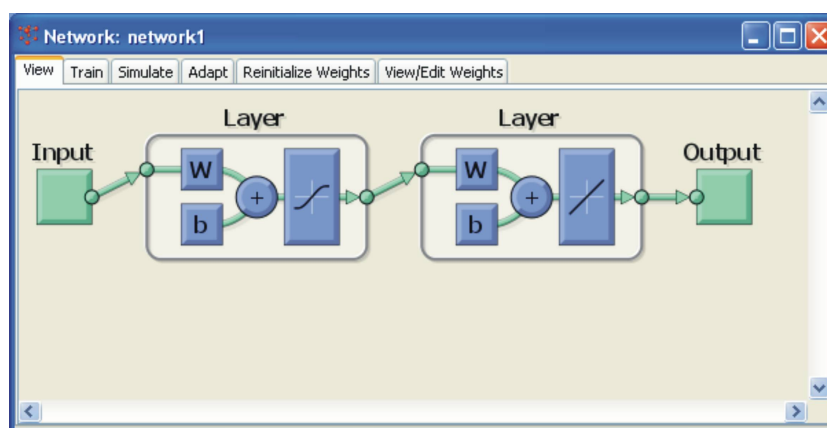 Network: network1
View Train Simulate Adapt Reinitialize Weights View/Edit Weights
Layer Layer
Input Output
W + W +
b b